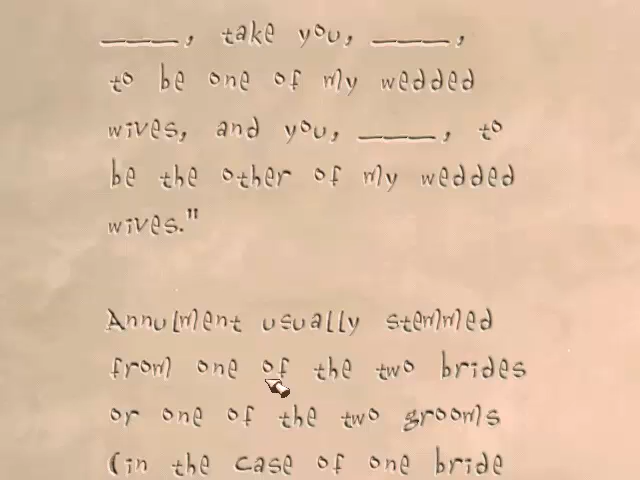 ____, take you, ____,
to be one of my wedded
wives, and you, ____, to
be the other of my wedded
wives."
Annulment usually stemmed
from one of the two brides
or one of the two grooms
(in the case of one bride